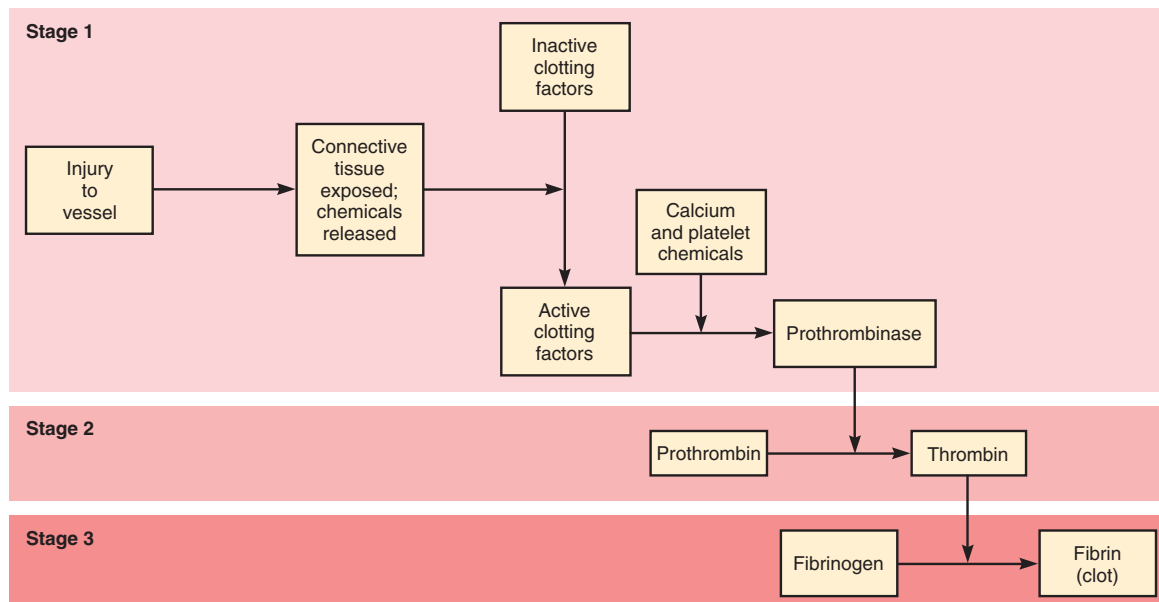 Stage 1
Inactive
clotting
factors
Injury
to
vessel
Connective
tissue
exposed;
chemicals
released
Calcium
and platelet
chemicals
Active
clotting
factors
Prothrombinase
Stage 2
Prothrombin
Thrombin
Stage 3
Fibrinogen
Fibrin
(clot)